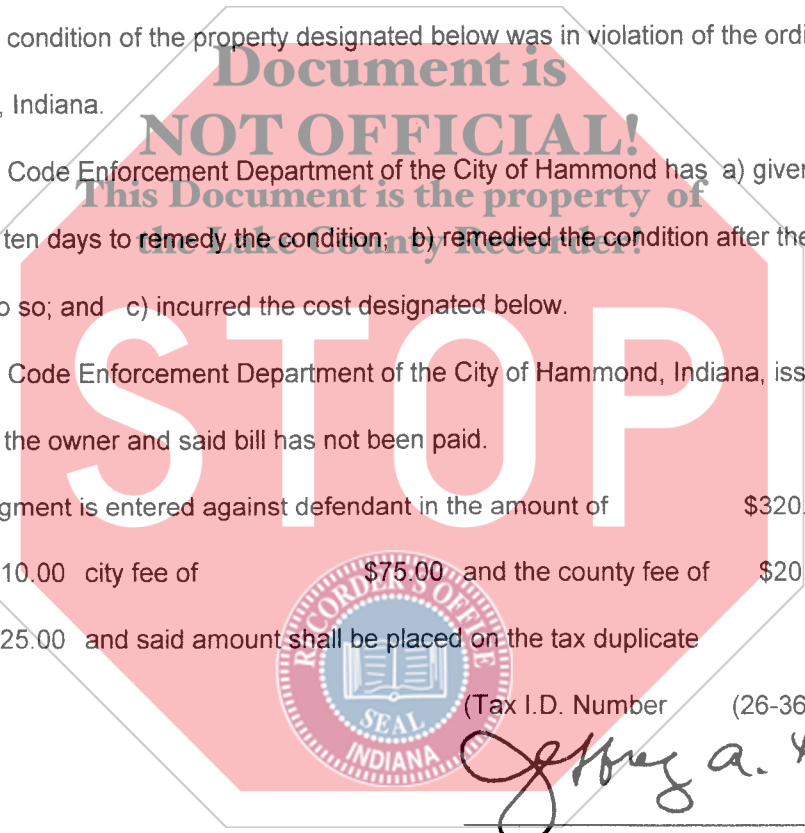 condition of the property designated below was in violation of the ordi
Document is
, Indiana.
NOT OFFICIAL!
Code Enforcement Department of the City of Hammond has a) given
This Document is the property of
ten days to remedy the condition; b) remedied the condition after the
the Lake County Recorder!
o so; and c) incurred the cost designated below.
STOP
Code Enforcement Department of the City of Hammond, Indiana, iss
the owner and said bill has not been paid.
gment is entered against defendant in the amount of $320.
10.00 city fee of $75.00 and the county fee of $20
25.00 and said amount shall be placed on the tax duplicate
RECORDER'S OFFICE
SEAL
INDIANA
(Tax I.D. Number (26-36
Jeffrey A.